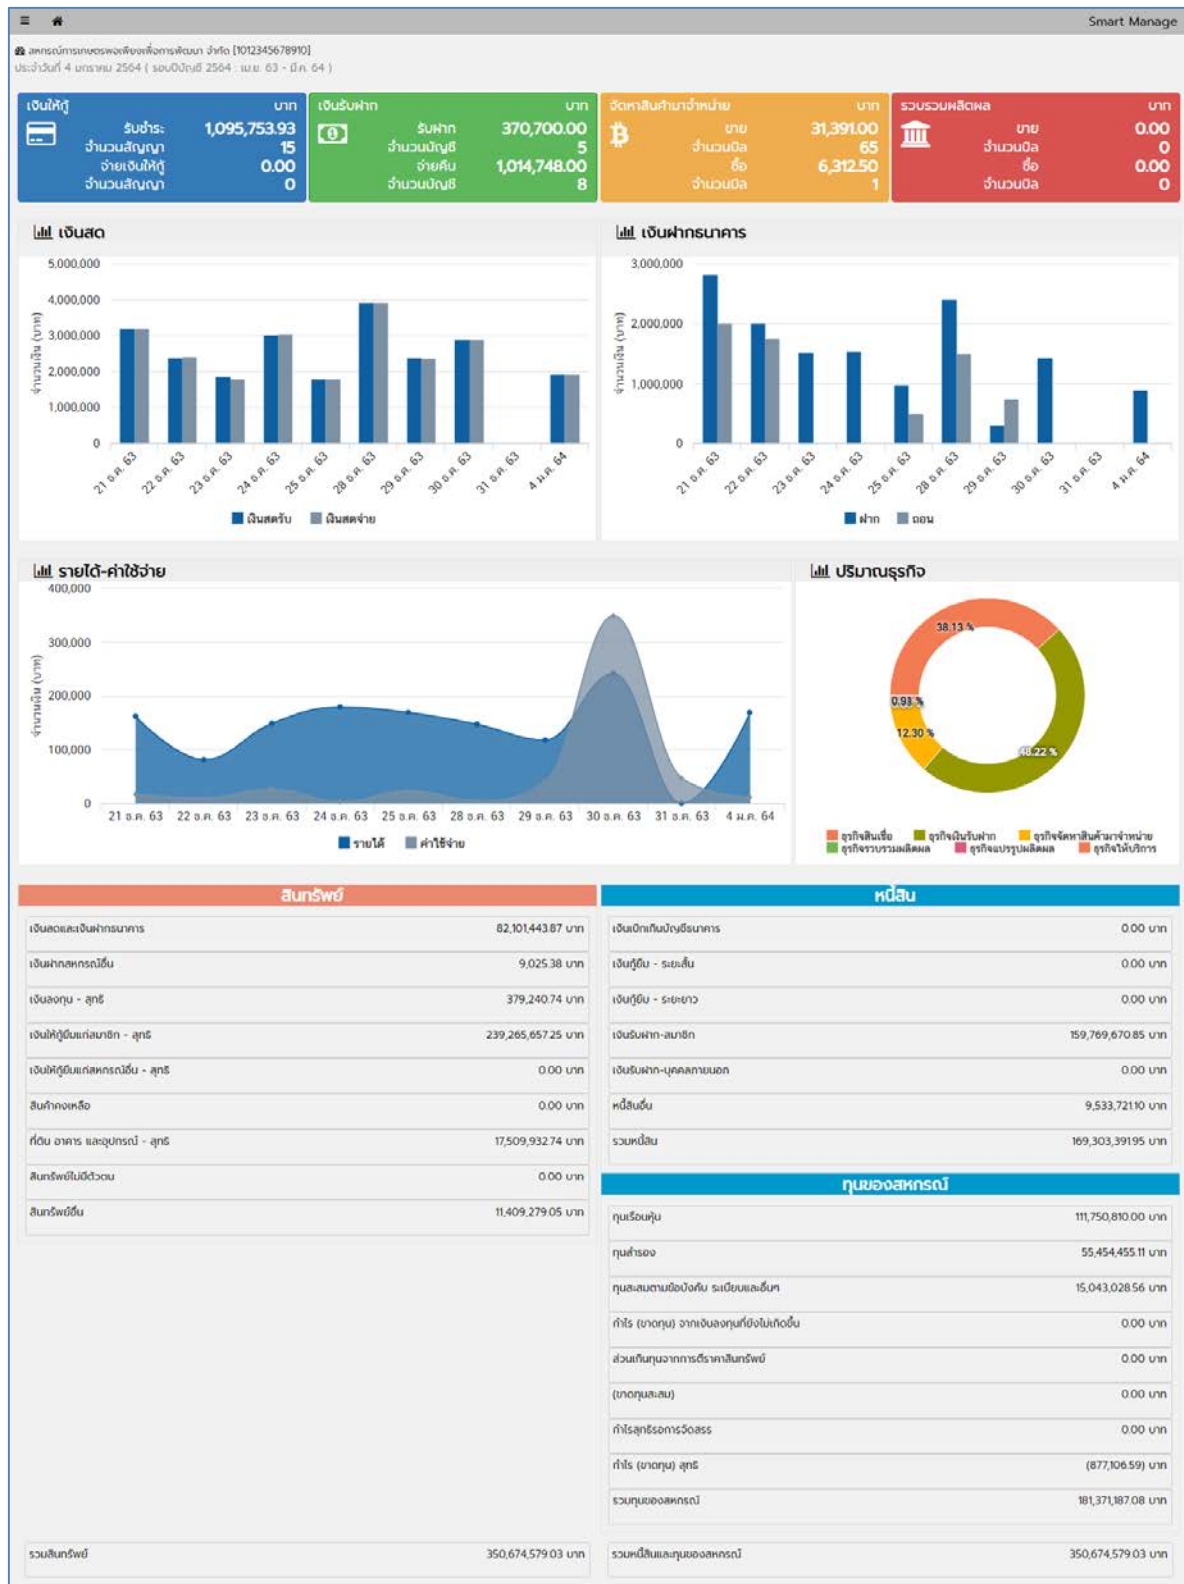 Smart Manage
สหกรณ์การเกษตรพอเพียงเพื่อการพัฒนา จำกัด [1012345678910]
ประจำวันที่ 4 มกราคม 2564 ( รอบปีบัญชี 2564 : เม.ย. 63 - มี.ค. 64 )
เงินให้กู้ บาท
รับชำระ 1,095,753.93
จำนวนสัญญา 15
จ่ายเงินให้กู้ 0.00
จำนวนสัญญา 0
เงินรับฝาก บาท
รับฝาก 370,700.00
จำนวนบัญชี 5
จ่ายคืน 1,014,748.00
จำนวนบัญชี 8
จัดหาสินค้ามาจำหน่าย บาท
ขาย 31,391.00
จำนวนบิล 65
ซื้อ 6,312.50
จำนวนบิล 1
รวบรวมผลิตผล บาท
ขาย 0.00
จำนวนบิล 0
ซื้อ 0.00
จำนวนบิล 0
เงินสด
จำนวนเงิน (บาท)
5,000,000
4,000,000
3,000,000
2,000,000
1,000,000
0
21 ธ.ค. 63 22 ธ.ค. 63 23 ธ.ค. 63 24 ธ.ค. 63 25 ธ.ค. 63 28 ธ.ค. 63 29 ธ.ค. 63 30 ธ.ค. 63 31 ธ.ค. 63 4 ม.ค. 64
เงินสดรับ เงินสดจ่าย
เงินฝากธนาคาร
จำนวนเงิน (บาท)
3,000,000
2,000,000
1,000,000
0
21 ธ.ค. 63 22 ธ.ค. 63 23 ธ.ค. 63 24 ธ.ค. 63 25 ธ.ค. 63 28 ธ.ค. 63 29 ธ.ค. 63 30 ธ.ค. 63 31 ธ.ค. 63 4 ม.ค. 64
ฝาก ถอน
รายได้-ค่าใช้จ่าย
จำนวนเงิน (บาท)
400,000
300,000
200,000
100,000
0
21 ธ.ค. 63 22 ธ.ค. 63 23 ธ.ค. 63 24 ธ.ค. 63 25 ธ.ค. 63 28 ธ.ค. 63 29 ธ.ค. 63 30 ธ.ค. 63 31 ธ.ค. 63 4 ม.ค. 64
รายได้ ค่าใช้จ่าย
ปริมาณธุรกิจ
38.13 %
0.93 %
12.30 %
48.22 %
ธุรกิจสินเชื่อ ธุรกิจเงินรับฝาก ธุรกิจจัดหาสินค้ามาจำหน่าย
ธุรกิจรวบรวมผลิตผล ธุรกิจแปรรูปผลิตผล ธุรกิจให้บริการ
สินทรัพย์
เงินสดและเงินฝากธนาคาร 82,101,443.87 บาท
เงินฝากสหกรณ์อื่น 9,025.38 บาท
เงินลงทุน - สุทธิ 379,240.74 บาท
เงินให้กู้ยืมแก่สมาชิก - สุทธิ 239,265,657.25 บาท
เงินให้กู้ยืมแก่สหกรณ์อื่น - สุทธิ 0.00 บาท
สินค้าคงเหลือ 0.00 บาท
ที่ดิน อาคาร และอุปกรณ์ - สุทธิ 17,509,932.74 บาท
สินทรัพย์ไม่มีตัวตน 0.00 บาท
สินทรัพย์อื่น 11,409,279.05 บาท
หนี้สิน
เงินเบิกเกินบัญชีธนาคาร 0.00 บาท
เงินกู้ยืม - ระยะสั้น 0.00 บาท
เงินกู้ยืม - ระยะยาว 0.00 บาท
เงินรับฝาก-สมาชิก 159,769,670.85 บาท
เงินรับฝาก-บุคคลภายนอก 0.00 บาท
หนี้สินอื่น 9,533,721.10 บาท
รวมหนี้สิน 169,303,391.95 บาท
ทุนของสหกรณ์
ทุนเรือนหุ้น 111,750,810.00 บาท
ทุนสำรอง 55,454,455.11 บาท
ทุนสะสมตามข้อบังคับ ระเบียบและอื่นๆ 15,043,028.56 บาท
กำไร (ขาดทุน) จากเงินลงทุนที่ยังไม่เกิดขึ้น 0.00 บาท
ส่วนเกินทุนจากการตีราคาสินทรัพย์ 0.00 บาท
(ขาดทุนสะสม) 0.00 บาท
กำไรสุทธิรอการจัดสรร 0.00 บาท
กำไร (ขาดทุน) สุทธิ (877,106.59) บาท
รวมทุนของสหกรณ์ 181,371,187.08 บาท
รวมสินทรัพย์ 350,674,579.03 บาท
รวมหนี้สินและทุนของสหกรณ์ 350,674,579.03 บาท